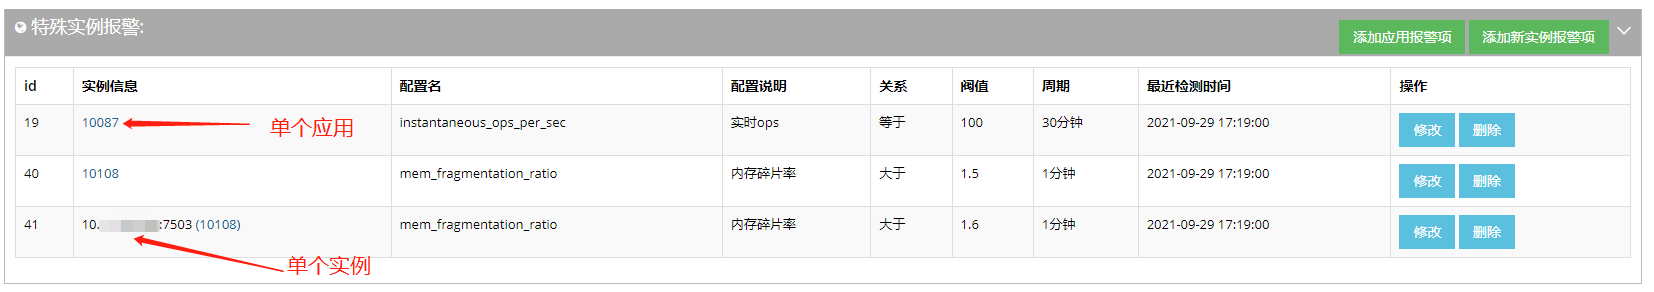 特殊实例报警:
添加应用报警项 添加新实例报警项
id 实例信息 配置名 配置说明 关系 阀值 周期 最近检测时间 操作
19 10087 instantaneous_ops_per_sec 实时ops 等于 100 30分钟 2021-09-29 17:19:00 修改 删除
单个应用
40 10108 mem_fragmentation_ratio 内存碎片率 大于 1.5 1分钟 2021-09-29 17:19:00 修改 删除
41 10. :7503 (10108) mem_fragmentation_ratio 内存碎片率 大于 1.6 1分钟 2021-09-29 17:19:00 修改 删除
单个实例